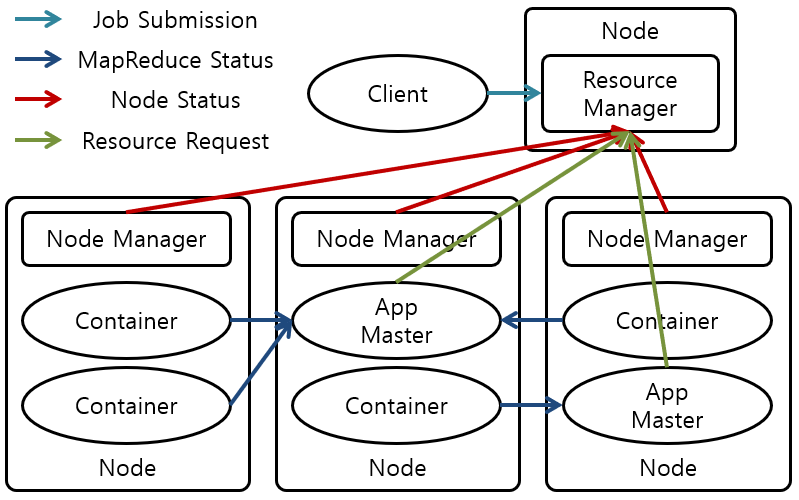 Job Submission
MapReduce Status
Node Status
Resource Request
Client
Node
Resource
Manager
Node Manager
Container
Container
Node
Node Manager
App
Master
Container
Node
Node Manager
Container
App
Master
Node